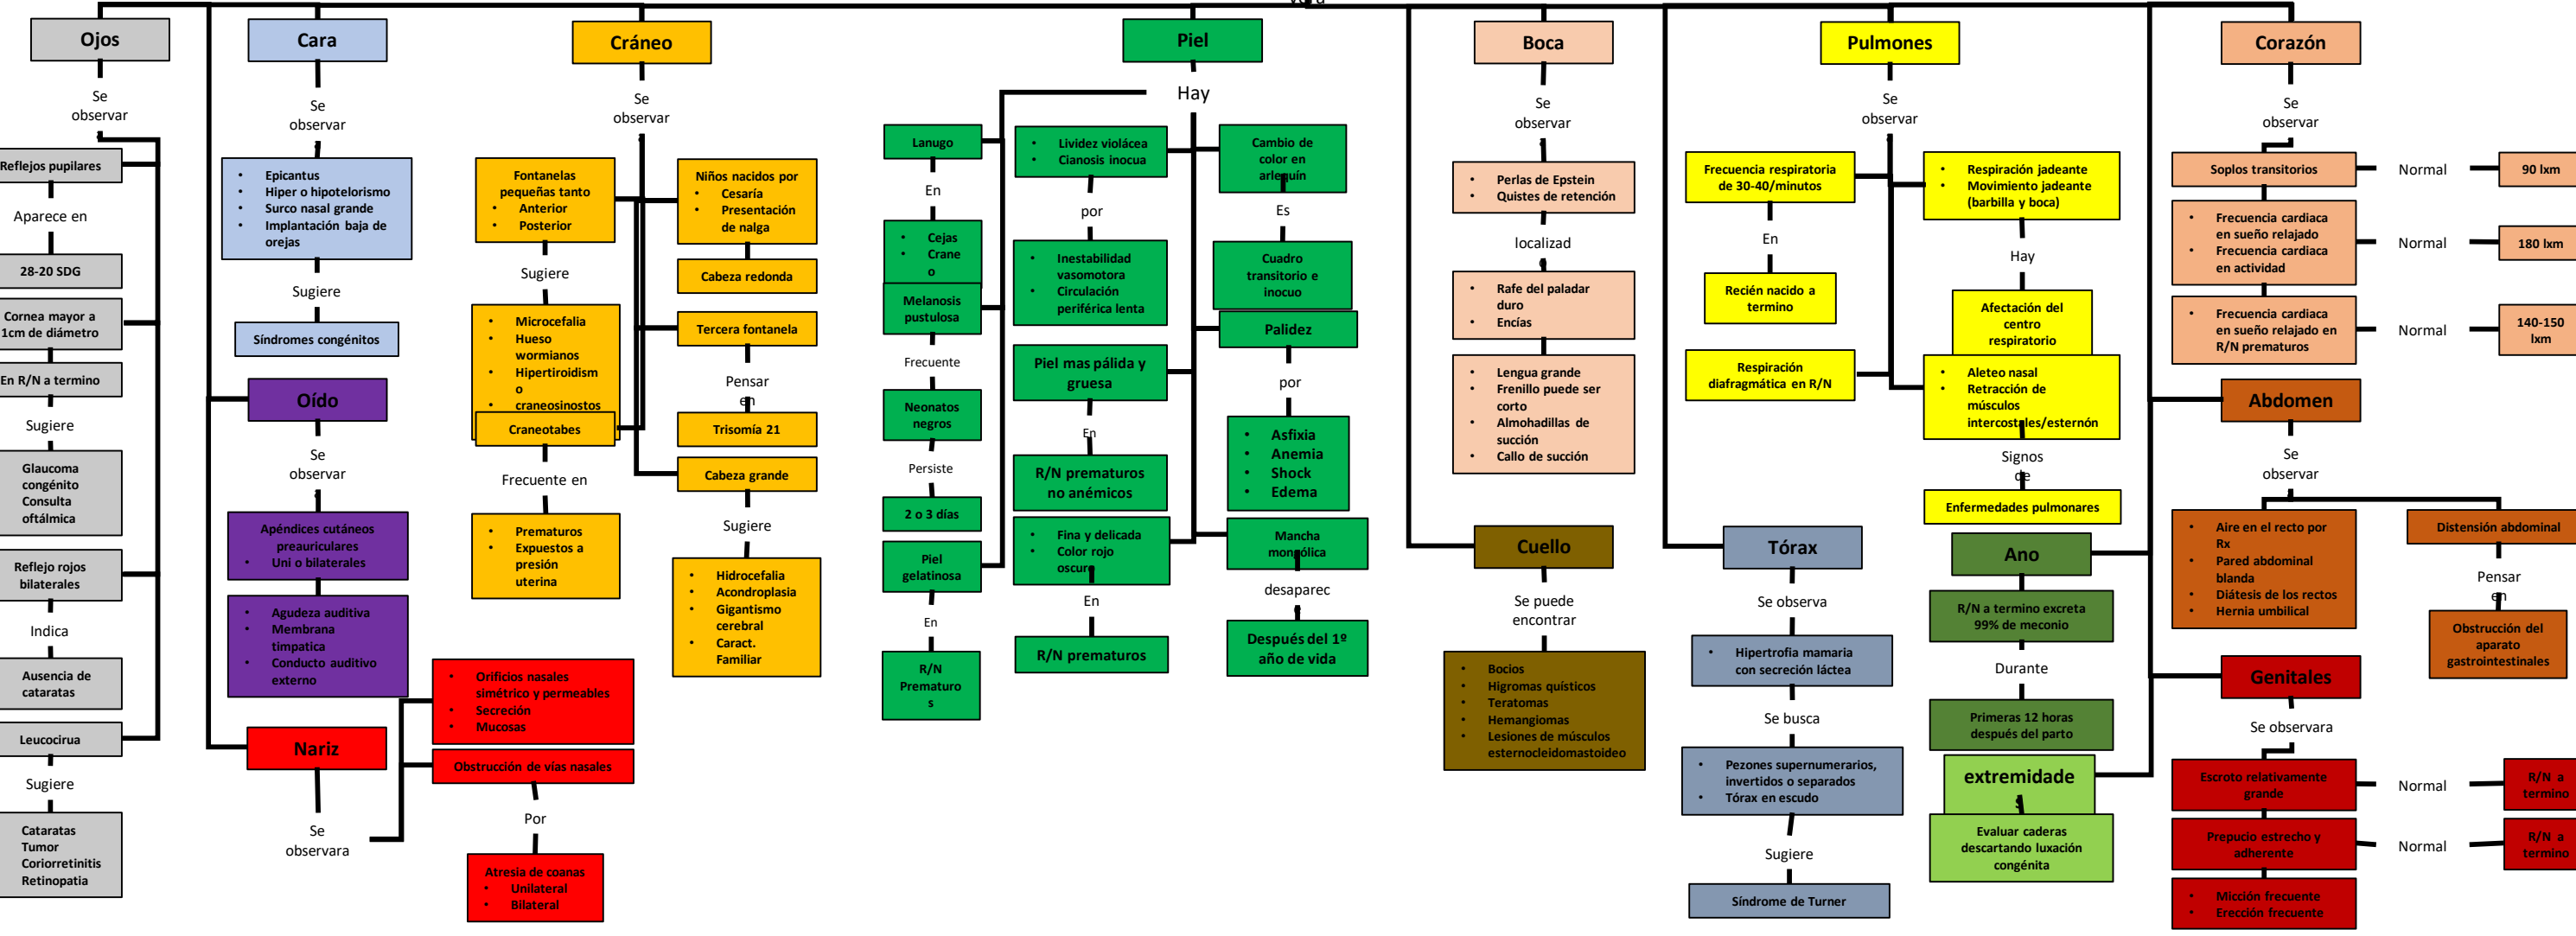 Ojos
Se
observar
Reflejos pupilares
Aparece en
28-20 SDG
Cornea mayor a
1cm de diámetro
En R/N a termino
Sugiere
Glaucoma
congénito
Consulta
oftálmica
Reflejo rojos
bilaterales
Indica
Ausencia de
cataratas
Leucocirua
Sugiere
Cataratas
Tumor
Coriorretinitis
Retinopatia
Cara
Se
observar
• Epicantus
• Hiper o hipotelorismo
• Surco nasal grande
• Implantación baja de
orejas
Sugiere
Síndromes congénitos
Oído
Se
observar
Apéndices cutáneos
preauriculares
• Uni o bilaterales
• Agudeza auditiva
• Membrana
timpatica
• Conducto auditivo
externo
Nariz
Se
observara
• Orificios nasales
simétrico y permeables
• Secreción
• Mucosas
Obstrucción de vías nasales
Por
Atresia de coanas
• Unilateral
• Bilateral
Cráneo
Se
observar
Fontanelas
pequeñas tanto
• Anterior
• Posterior
Sugiere
• Microcefalia
• Hueso
wormianos
• Hipertiroidism
o
• craneosinostos
Craneotabes
Frecuente en
• Prematuros
• Expuestos a
presión
uterina
Niños nacidos por
• Cesaría
• Presentación
de nalga
Cabeza redonda
Tercera fontanela
Pensar
en
Trisomía 21
Cabeza grande
Sugiere
• Hidrocefalia
• Acondroplasia
• Gigantismo
cerebral
• Caract.
Familiar
Piel
Hay
Lanugo
En
• Cejas
• Crane
o
Melanosis
pustulosa
Frecuente
Neonatos
negros
Persiste
2 o 3 días
Piel
gelatinosa
En
R/N
Prematuro
s
• Lividez violácea
• Cianosis inocua
por
• Inestabilidad
vasomotora
• Circulación
periférica lenta
Piel mas pálida y
gruesa
En
R/N prematuros
no anémicos
• Fina y delicada
• Color rojo
oscuro
En
R/N prematuros
Cambio de
color en
arlequín
Es
Cuadro
transitorio e
inocuo
Palidez
por
• Asfixia
• Anemia
• Shock
• Edema
Mancha
mongólica
desaparec
e
Después del 1º
año de vida
Boca
Se
observar
• Perlas de Epstein
• Quistes de retención
localizad
• Rafe del paladar
duro
• Encías
• Lengua grande
• Frenillo puede ser
corto
• Almohadillas de
succión
• Callo de succión
Cuello
Se puede
encontrar
• Bocios
• Higromas quísticos
• Teratomas
• Hemangiomas
• Lesiones de músculos
esternocleidomastoideo
Pulmones
Se
observar
Frecuencia respiratoria
de 30-40/minutos
En
Recién nacido a
termino
Respiración
diafragmática en R/N
• Respiración jadeante
• Movimiento jadeante
(barbilla y boca)
Hay
Afectación del
centro
respiratorio
• Aleteo nasal
• Retracción de
músculos
intercostales/esternón
Signos
de
Enfermedades pulmonares
Tórax
Se observa
• Hipertrofia mamaria
con secreción láctea
Se busca
• Pezones supernumerarios,
invertidos o separados
• Tórax en escudo
Sugiere
Síndrome de Turner
Ano
R/N a termino excreta
99% de meconio
Durante
Primeras 12 horas
después del parto
extremidade
s
Evaluar caderas
descartando luxación
congénita
Corazón
Se
observar
Soplos transitorios
Normal
90 lxm
• Frecuencia cardiaca
en sueño relajado
• Frecuencia cardiaca
en actividad
Normal
180 lxm
• Frecuencia cardiaca
en sueño relajado en
R/N prematuros
Normal
140-150
lxm
Abdomen
Se
observar
• Aire en el recto por
Rx
• Pared abdominal
blanda
• Diátesis de los rectos
• Hernia umbilical
Distensión abdominal
Pensar
en
Obstrucción del
aparato
gastrointestinales
Genitales
Se observara
Escroto relativamente
grande
Normal
R/N a
termino
Prepucio estrecho y
adherente
Normal
R/N a
termino
• Micción frecuente
• Erección frecuente